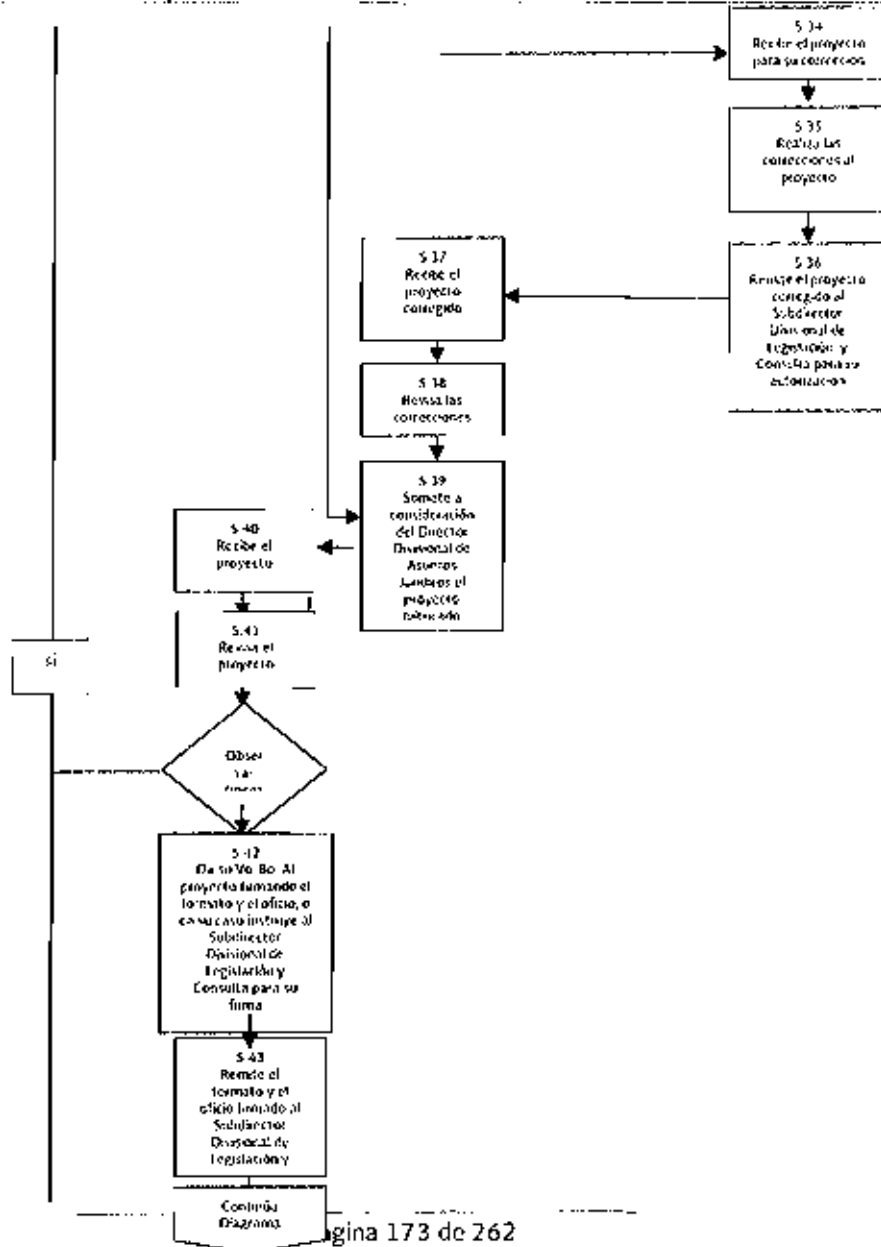 5.34
Recibe el proyecto
para su corrección
5.35
Realiza las
correcciones al
proyecto
5.36
Remite el proyecto
corregido al
Subdirector
Divisional de
Legislación y
Consulta para su
autorización
5.37
Recibe el
proyecto
corregido
5.38
Revisa las
correcciones
5.39
Somete a
consideración
del Director
Divisional de
Asuntos
Jurídicos el
proyecto
5.40
Recibe el
proyecto
5.41
Revisa el
proyecto
si
Obser
5.42
Da su Vo. Bo. Al
proyecto firmando el
formato y el oficio, o
en su caso instruye al
Subdirector
Divisional de
Legislación y
Consulta para su
firma
5.43
Remite el
formato y el
oficio firmado al
Subdirector
Divisional de
Legislación y
Continúa
Diagrama
gina 173 de 262